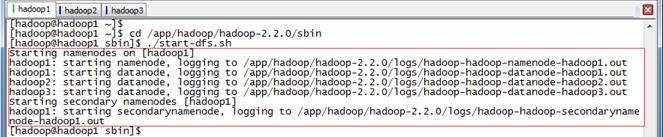 hadoop1 hadoop2 hadoop3
[hadoop@hadoop1 ~]$
[hadoop@hadoop1 ~]$ cd /app/hadoop/hadoop-2.2.0/sbin
[hadoop@hadoop1 sbin]$ ./start-dfs.sh
Starting namenodes on [hadoop1]
hadoop1: starting namenode, logging to /app/hadoop/hadoop-2.2.0/logs/hadoop-hadoop-namenode-hadoop1.out
hadoop1: starting datanode, logging to /app/hadoop/hadoop-2.2.0/logs/hadoop-hadoop-datanode-hadoop1.out
hadoop2: starting datanode, logging to /app/hadoop/hadoop-2.2.0/logs/hadoop-hadoop-datanode-hadoop2.out
hadoop3: starting datanode, logging to /app/hadoop/hadoop-2.2.0/logs/hadoop-hadoop-datanode-hadoop3.out
Starting secondary namenodes [hadoop1]
hadoop1: starting secondarynamenode, logging to /app/hadoop/hadoop-2.2.0/logs/hadoop-hadoop-secondaryname
node-hadoop1.out
[hadoop@hadoop1 sbin]$